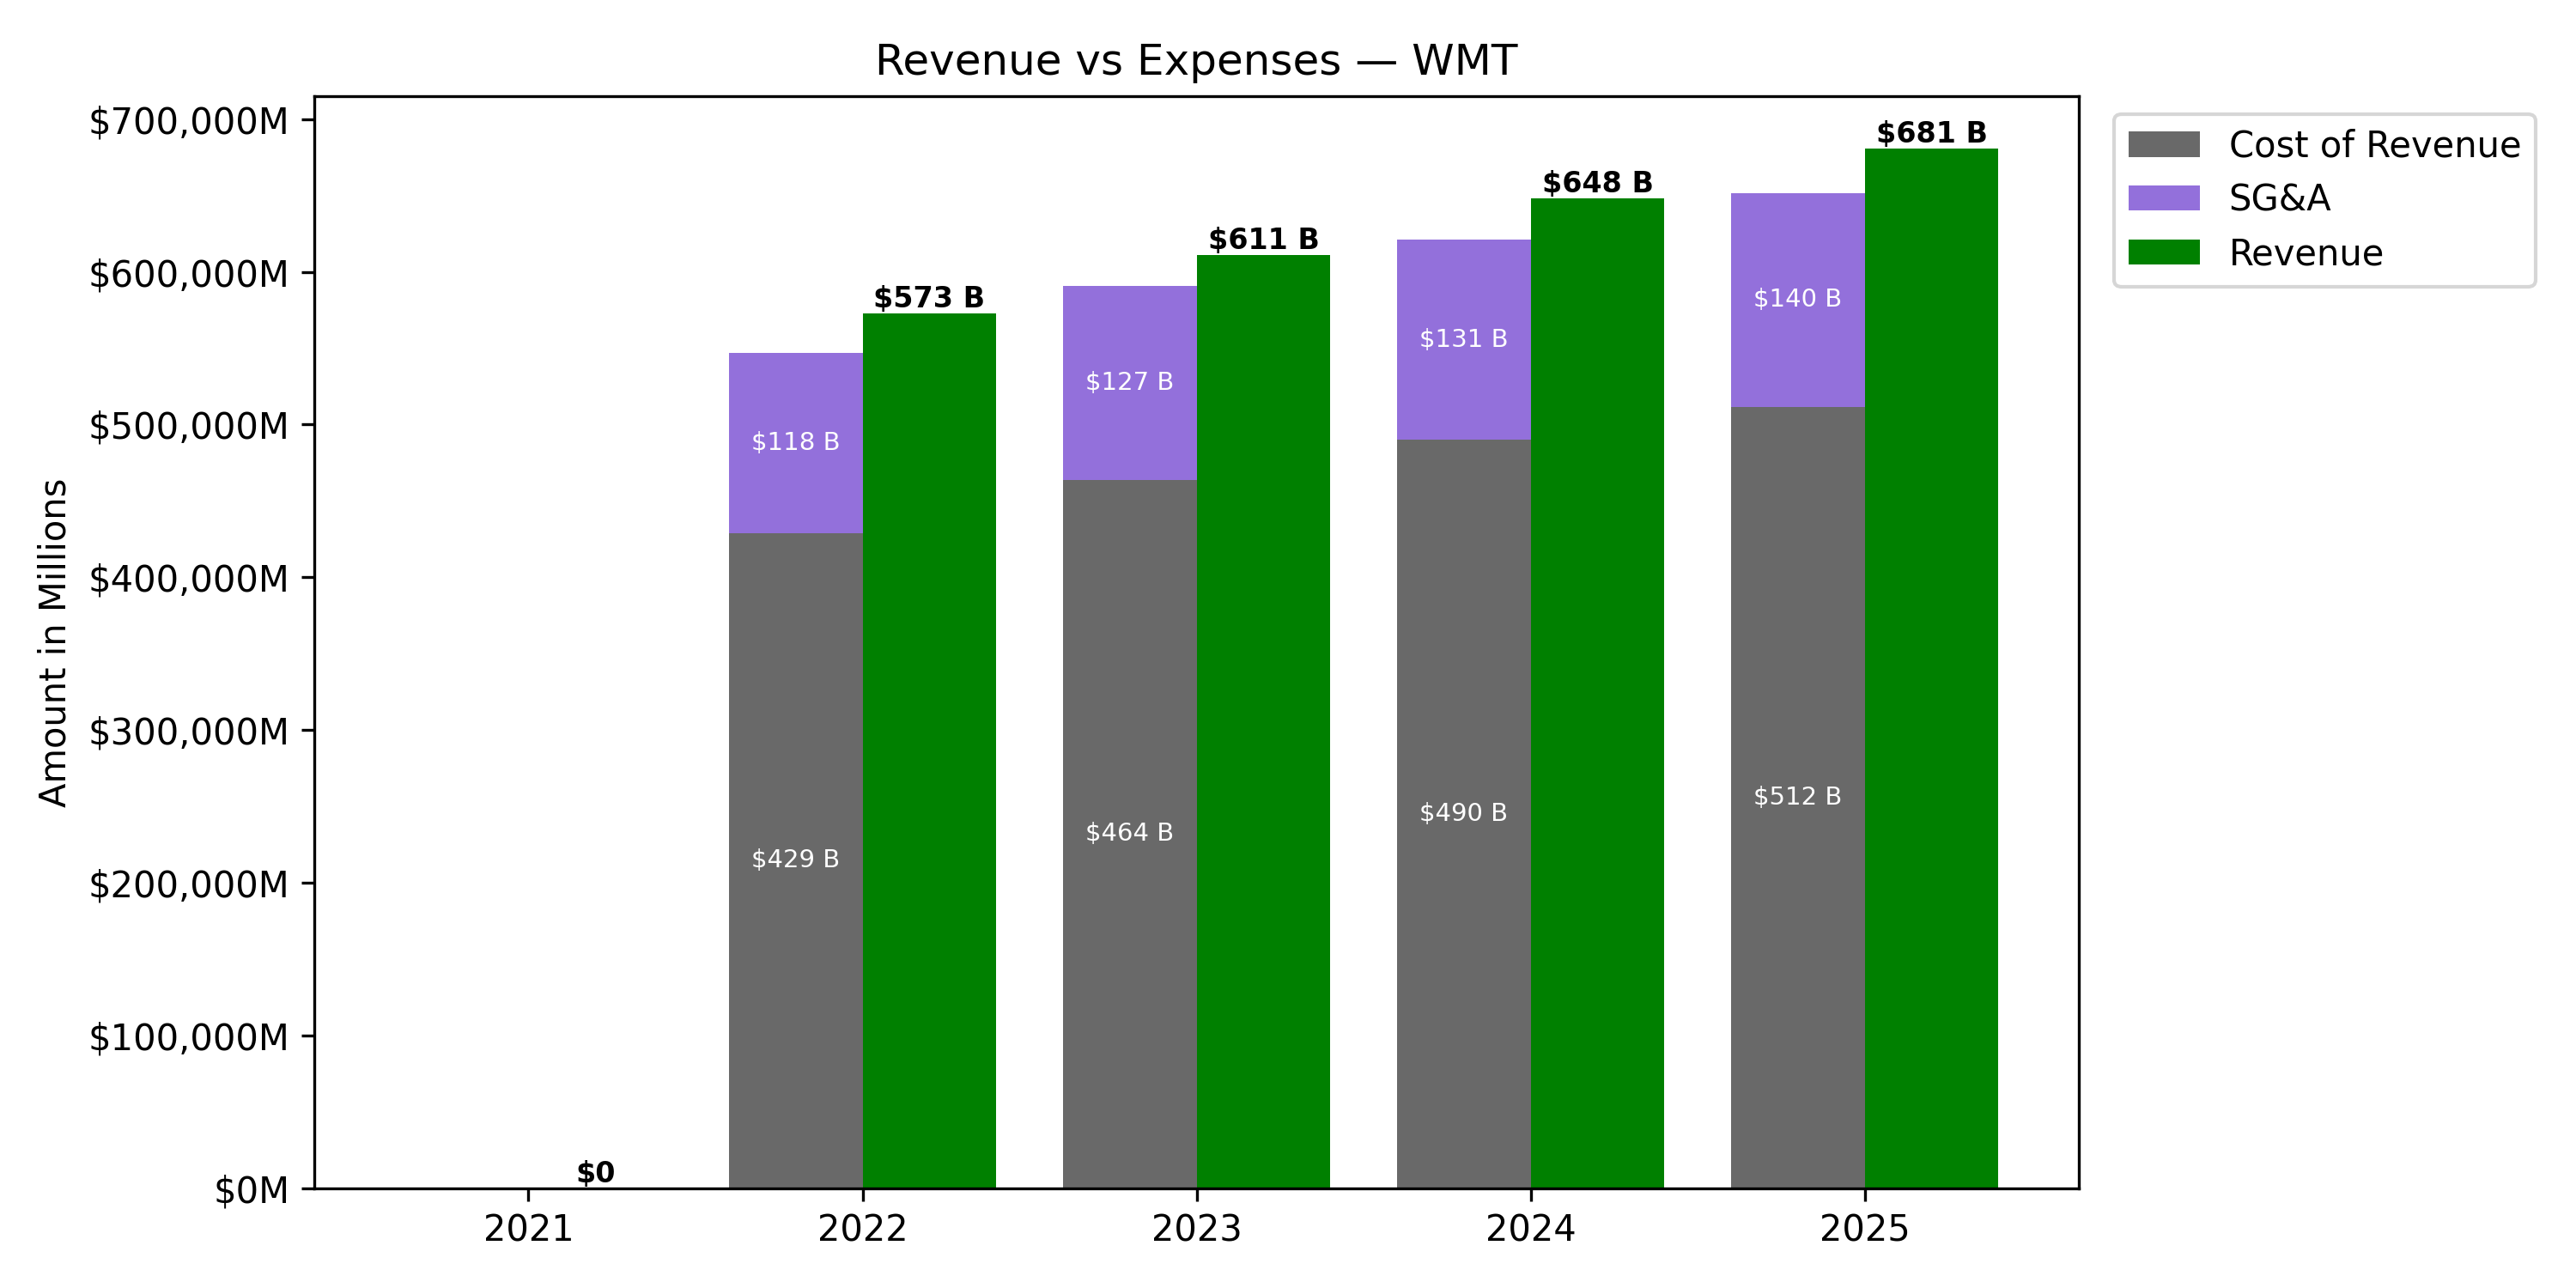 Revenue vs Expenses — WMT
$700,000M
$600,000M
$500,000M
$400,000M
$300,000M
$200,000M
$100,000M
$0M
Amount in Millions
$0
$118 B
$429 B
$573 B
$127 B
$464 B
$611 B
$131 B
$490 B
$648 B
$140 B
$512 B
$681 B
2021
2022
2023
2024
2025
Cost of Revenue
SG&A
Revenue